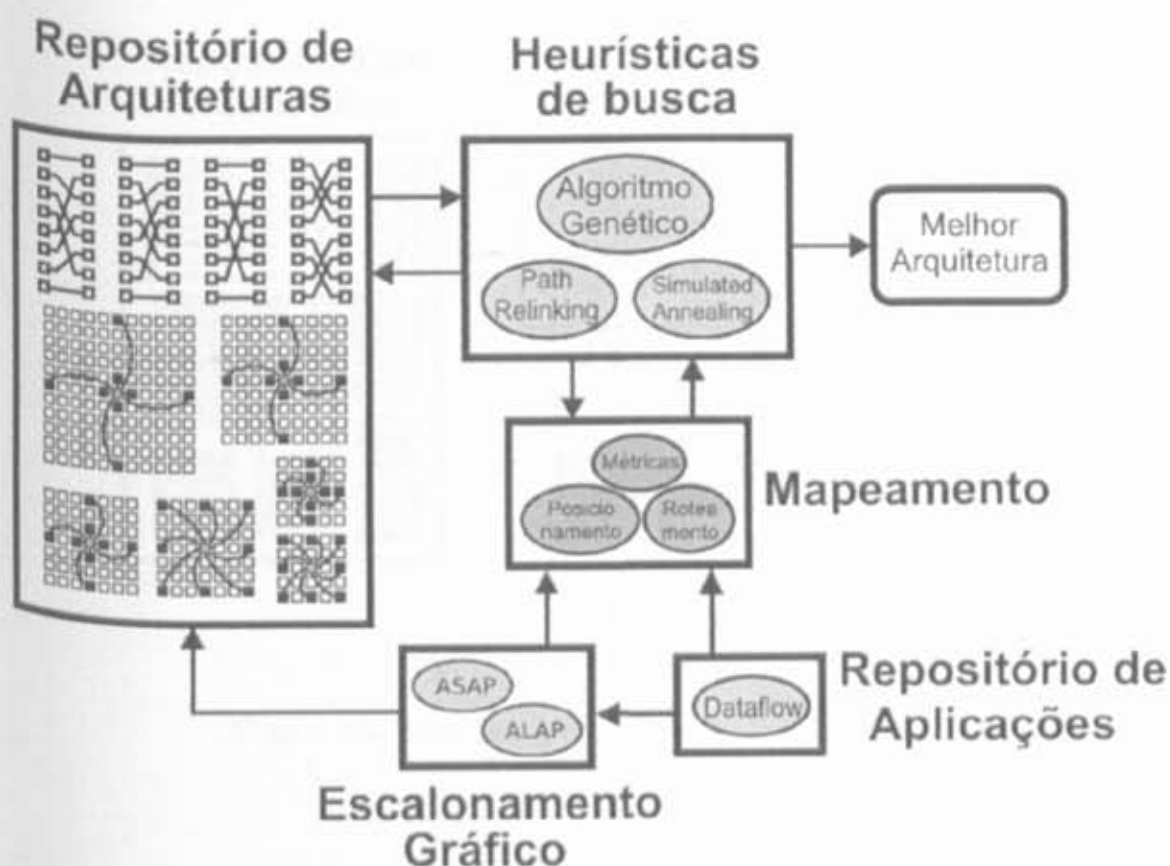 Repositório de
Arquiteturas
Heurísticas
de busca
Algoritmo
Genético
Path
Relinking
Simulated
Annealing
Melhor
Arquitetura
Métricas
Posicio
namento
Rotea
mento
Mapeamento
ASAP
ALAP
Dataflow
Repositório de
Aplicações
Escalonamento
Gráfico